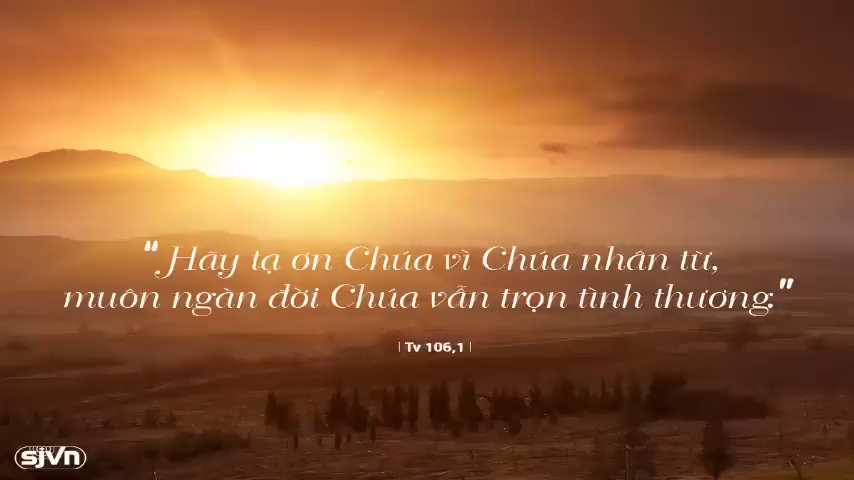 “Hãy tạ ơn Chúa vì Chúa nhân từ,
muôn ngàn đời Chúa vẫn trọn tình thương.”
| Tv 106,1 |
sjvn